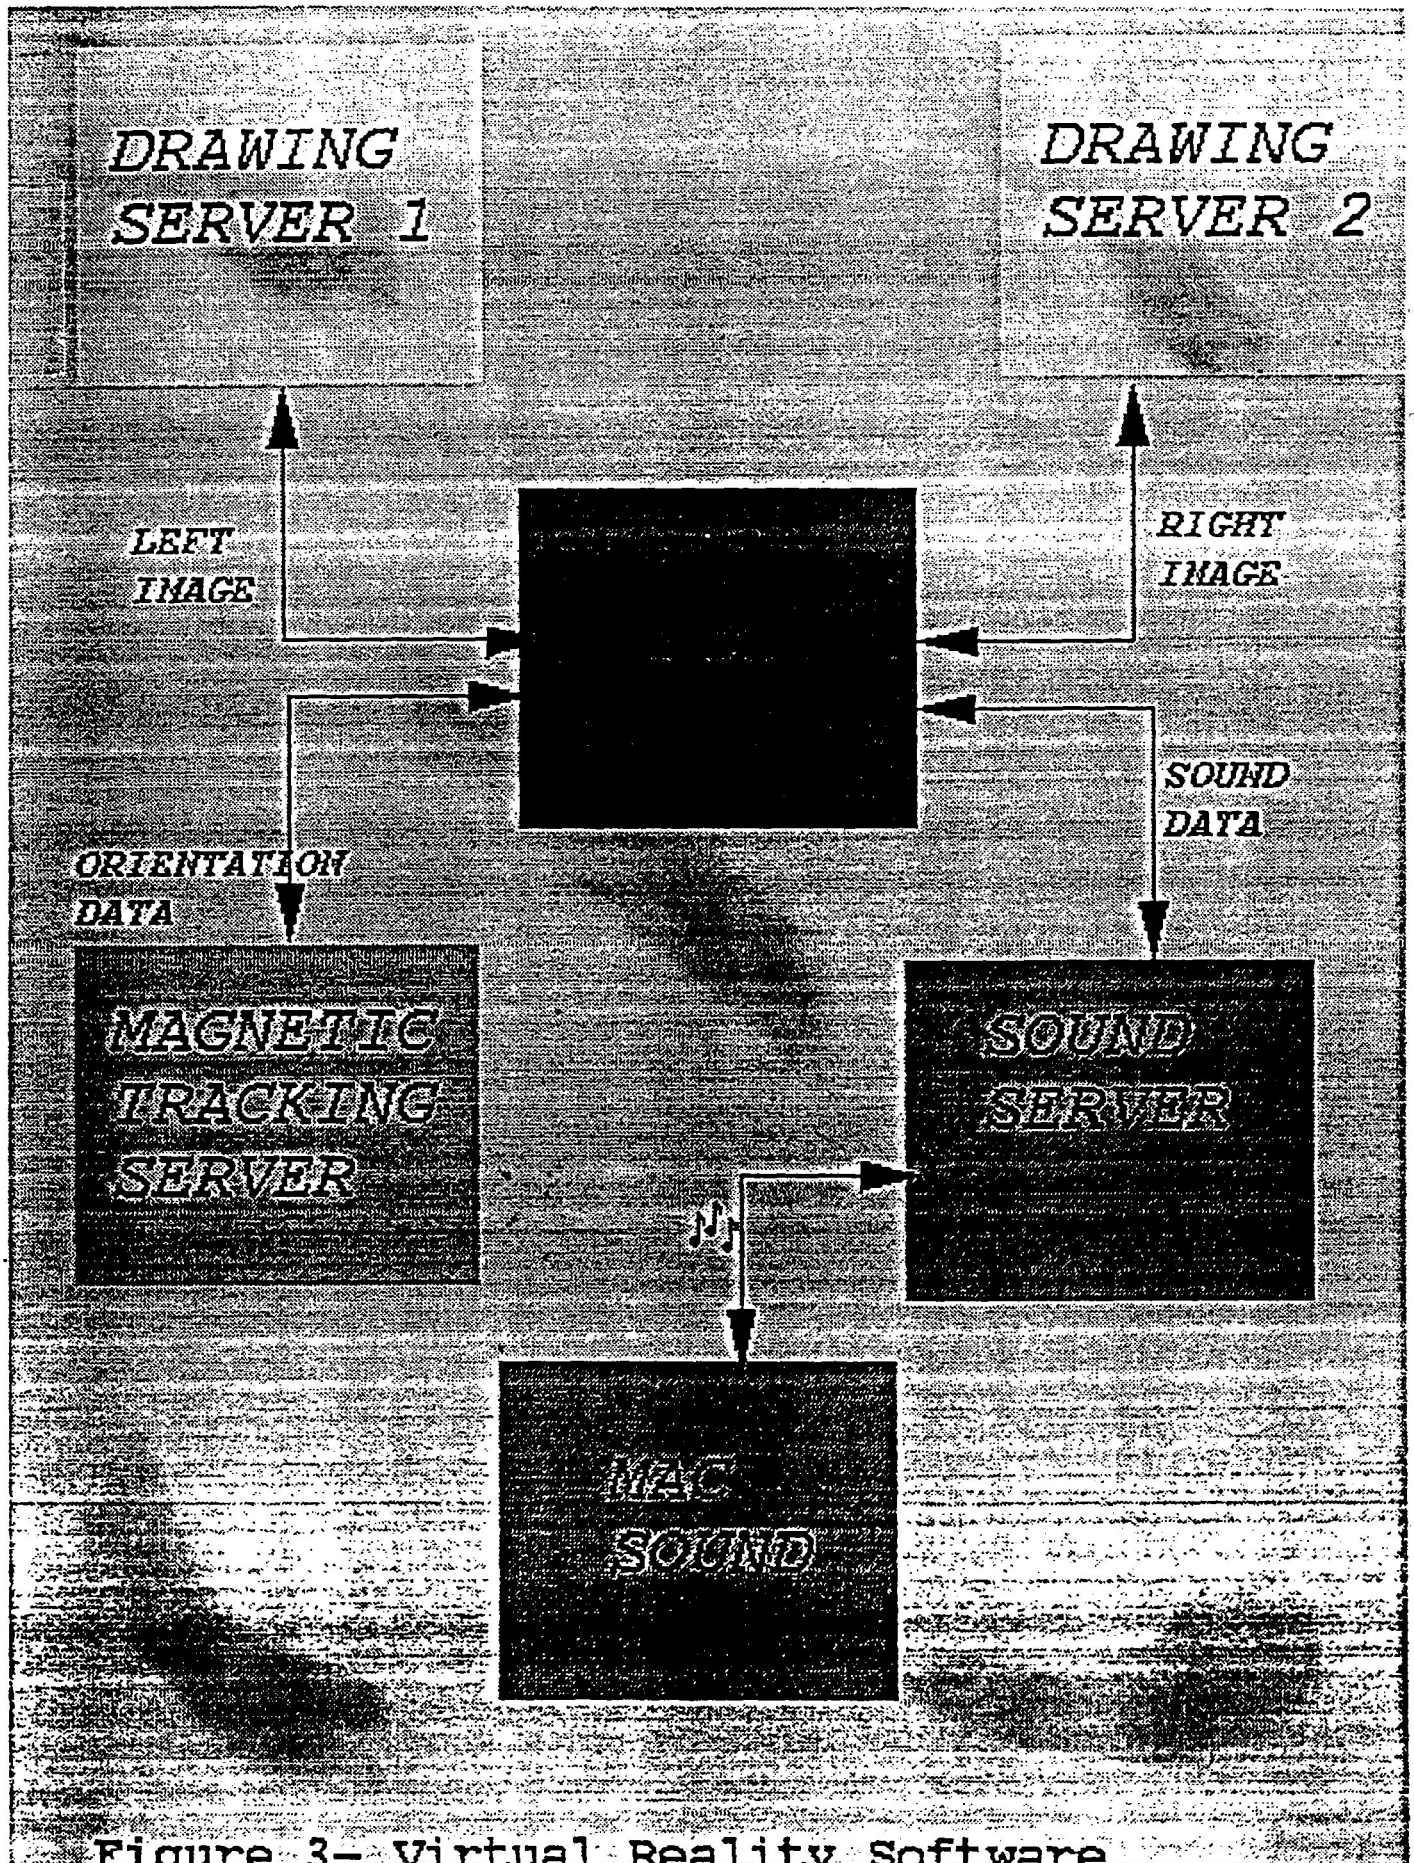 DRAWING
SERVER 1
DRAWING
SERVER 2
LEFT
IMAGE
RIGHT
IMAGE
SOUND
DATA
ORIENTATION
DATA
MAGNETIC
TRACKING
SERVER
SOUND
SERVER
MAC
SOUND
Figure 3- Virtual Reality Software